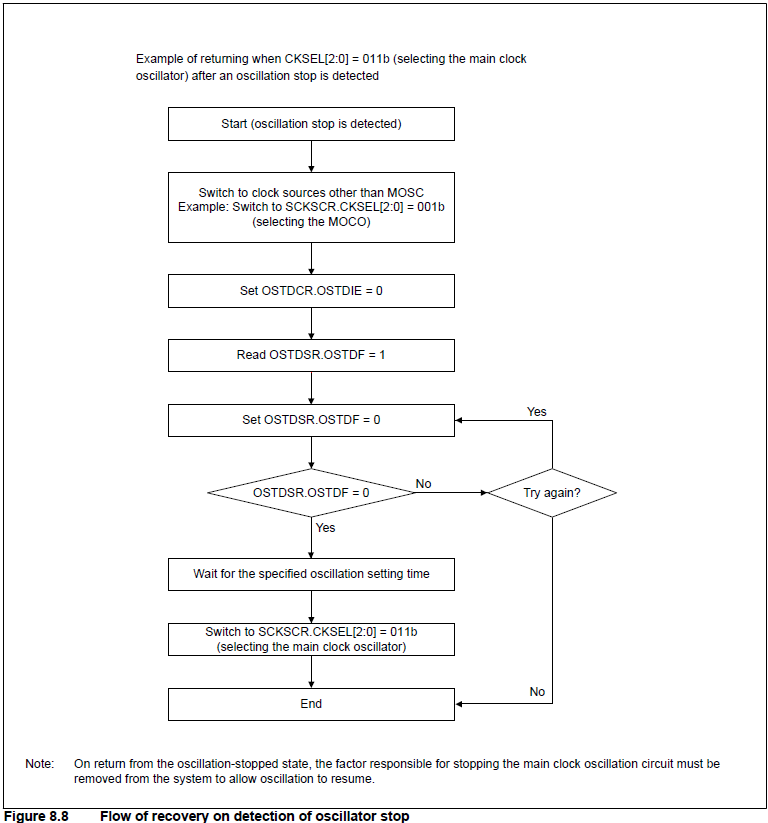 Example of returning when CKSEL[2:0] = 011b (selecting the main clock
oscillator) after an oscillation stop is detected
Start (oscillation stop is detected)
Switch to clock sources other than MOSC
Example: Switch to SCKSCR.CKSEL[2:0] = 001b
(selecting the MOCO)
Set OSTDCR.OSTDIE = 0
Read OSTDSR.OSTDF = 1
Yes
Set OSTDSR.OSTDF = 0
No
OSTDSR.OSTDF = 0
Try again?
Yes
Wait for the specified oscillation setting time
Switch to SCKSCR.CKSEL[2:0] = 011b
(selecting the main clock oscillator)
No
End
Note: On return from the oscillation-stopped state, the factor responsible for stopping the main clock oscillation circuit must be
removed from the system to allow oscillation to resume.
Figure 8.8 Flow of recovery on detection of oscillator stop